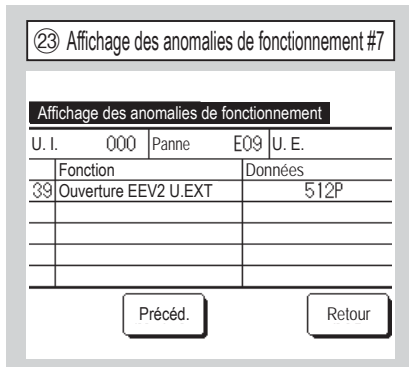 ㉓ Affichage des anomalies de fonctionnement #7
Affichage des anomalies de fonctionnement
U. I. 000 Panne E09 U. E.
Fonction Données
39 Ouverture EEV2 U.EXT 512P
Précéd. Retour